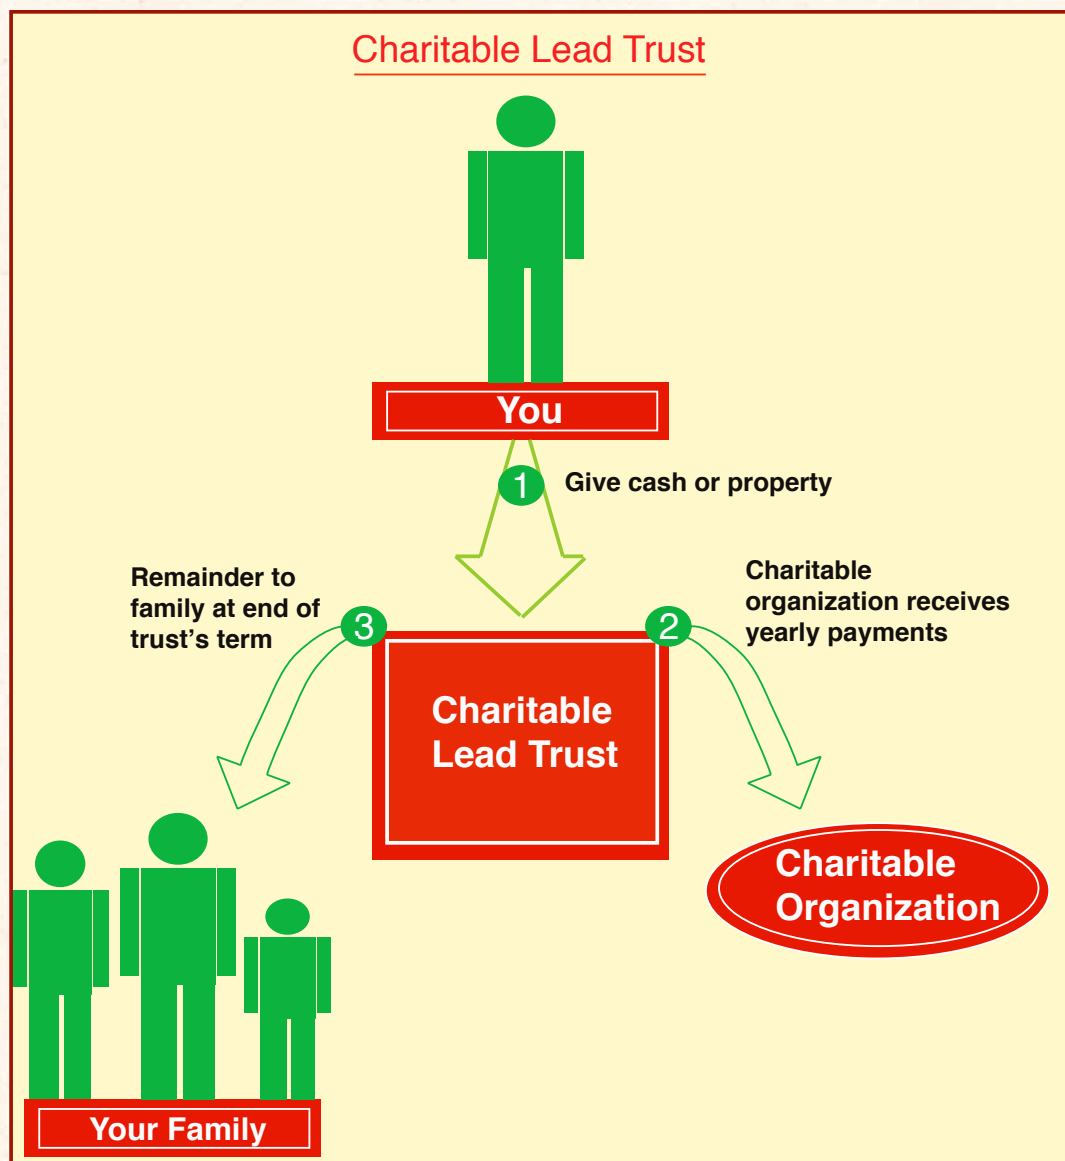 Charitable Lead Trust
You
1
Give cash or property
Remainder to
family at end of
trust's term
3
2
Charitable
organization receives
yearly payments
Charitable
Lead Trust
Charitable
Organization
Your Family